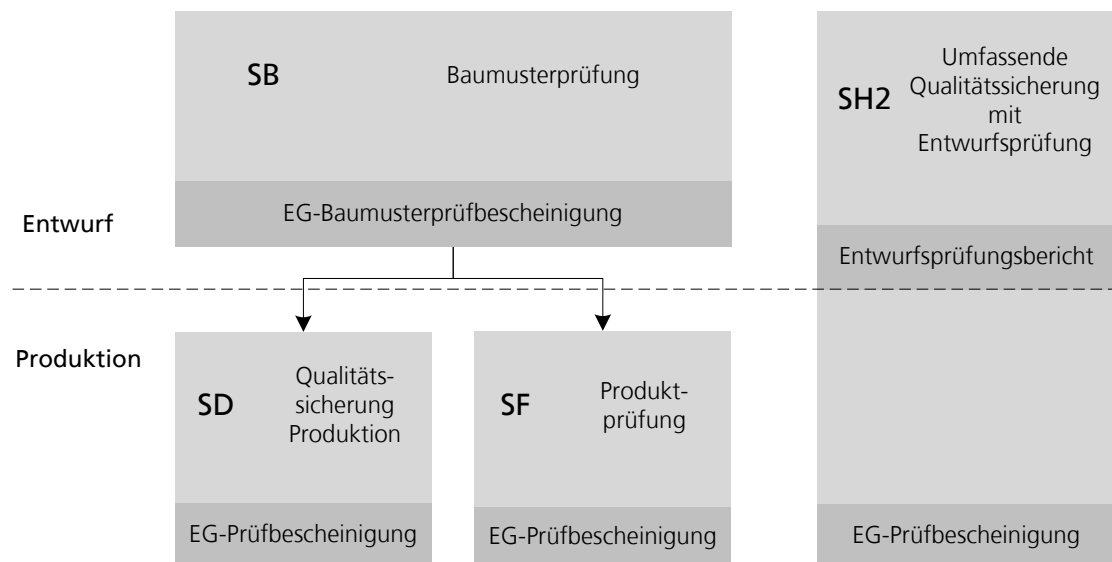 SB
Baumusterprüfung
EG-Baumusterprüfbescheinigung
SH2
Umfassende
Qualitätssicherung
mit
Entwurfsprüfung
Entwurfsprüfungsbericht
Entwurf
Produktion
SD
Qualitäts-
sicherung
Produktion
EG-Prüfbescheinigung
SF
Produkt-
prüfung
EG-Prüfbescheinigung
EG-Prüfbescheinigung